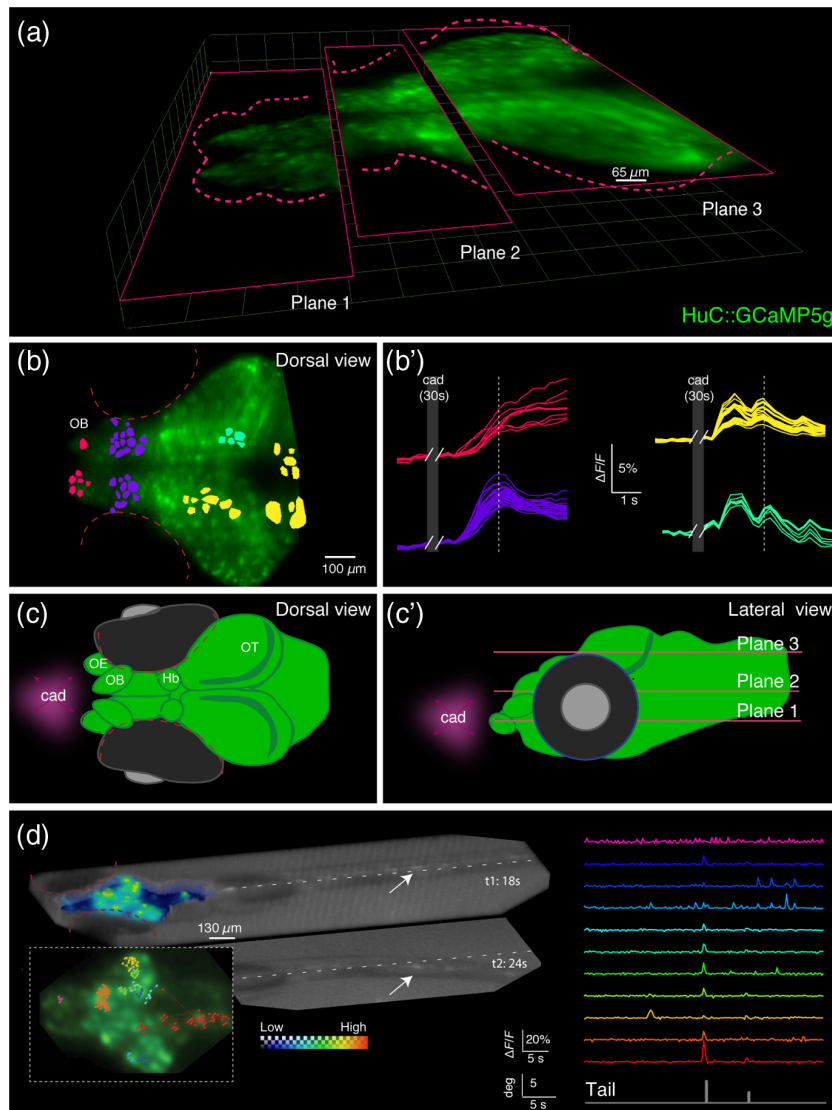 (a)
65 µm
Plane 3
Plane 2
Plane 1
HuC::GCaMP5g
(b)
Dorsal view
OB
100 µm
(b')
cad
(30s)
cad
(30s)
ΔF/F
5%
1 s
(c)
Dorsal view
OE
OB
Hb
OT
cad
(c')
Lateral view
Plane 3
Plane 2
Plane 1
cad
(d)
t1: 18s
130 µm
t2: 24s
Low
High
ΔF/F
20%
5 s
deg
5
5 s
Tail